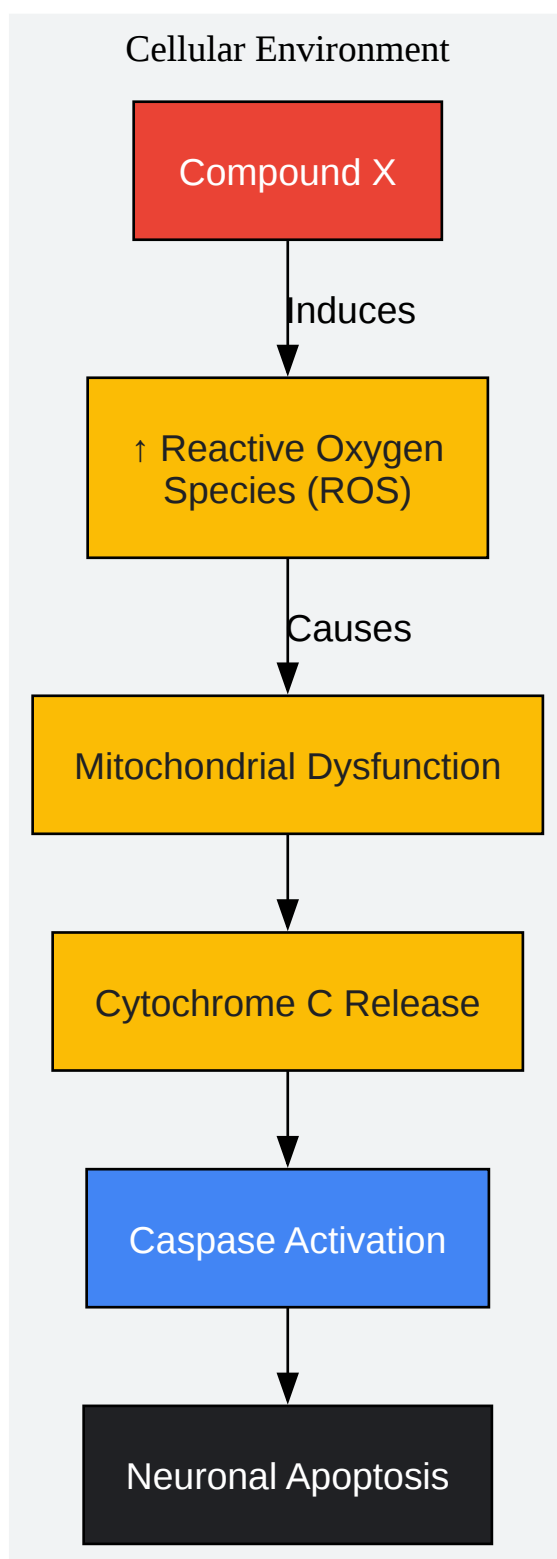 Cellular Environment
Compound X
Induces
↑ Reactive Oxygen
Species (ROS)
Causes
Mitochondrial Dysfunction
Cytochrome C Release
Caspase Activation
Neuronal Apoptosis